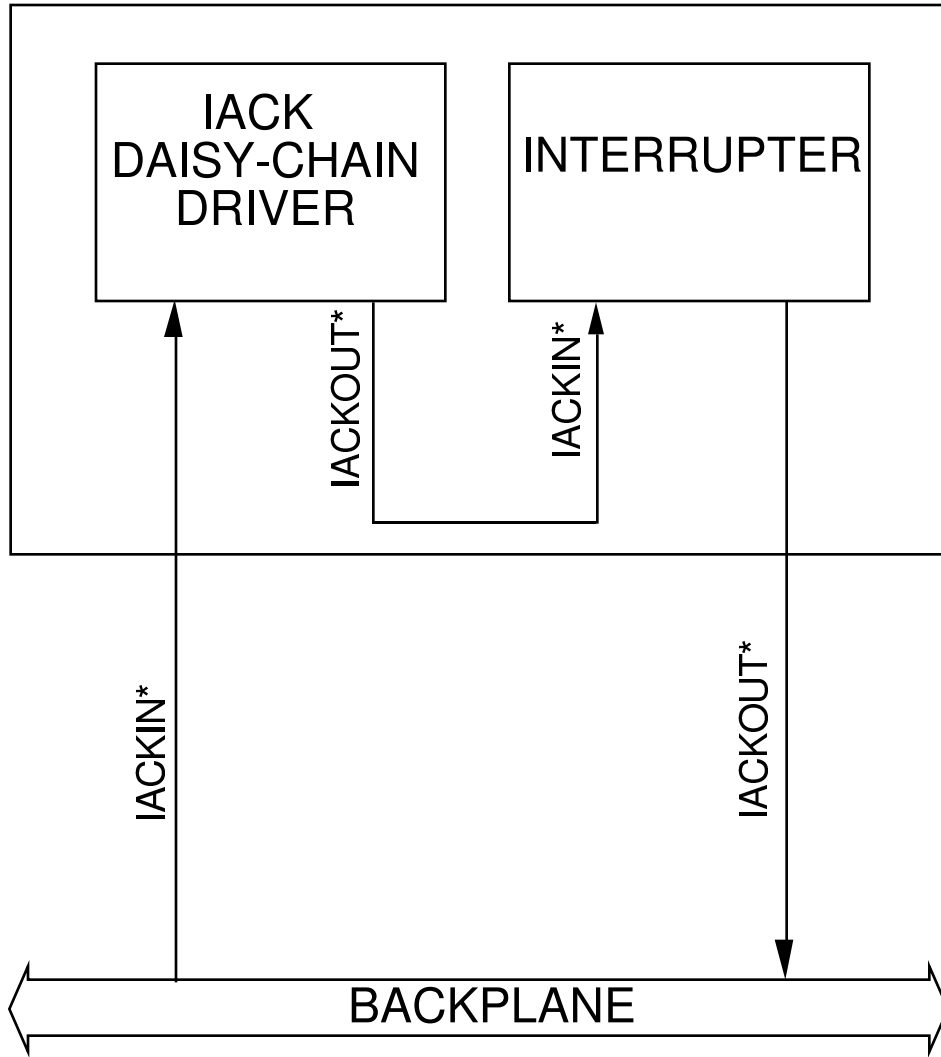 IACK
DAISY-CHAIN
DRIVER
INTERRUPTER
IACKOUT*
IACKIN*
IACKIN*
IACKOUT*
BACKPLANE